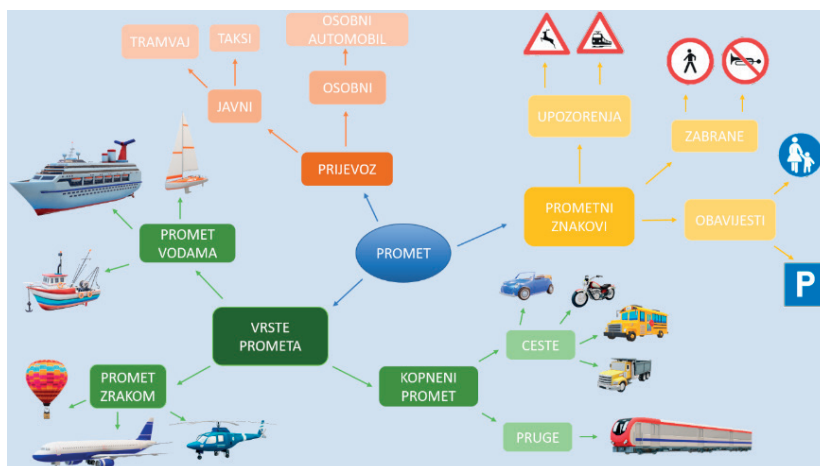 TRAMVAJ
TAKSI
OSOBNI
AUTOMOBIL
JAVNI
OSOBNI
PRIJEVOZ
UPOZORENJA
ZABRANE
PROMETNI
ZNAKOVI
OBAVIJESTI
P
PROMET
PROMET
VODAMA
VRSTE
PROMETA
PROMET
ZRAKOM
KOPNENI
PROMET
CESTE
PRUGE